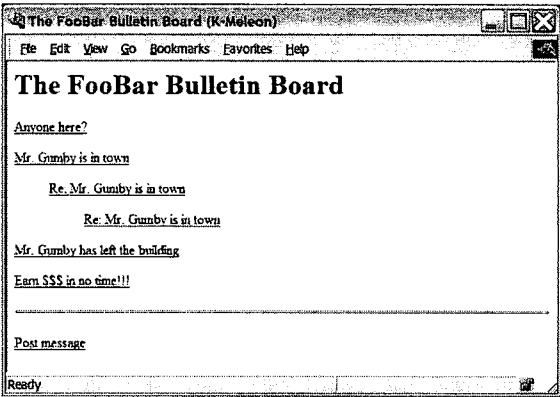 The FooBar Bulletin Board (K-Meleon)
File Edit View Go Bookmarks Favorites Help
The FooBar Bulletin Board
Anyone here?
Mr. Gumby is in town
Re: Mr. Gumby is in town
Re: Mr. Gumby is in town
Mr. Gumby has left the building
Earn $$$ in no time!!!
Post message
Ready